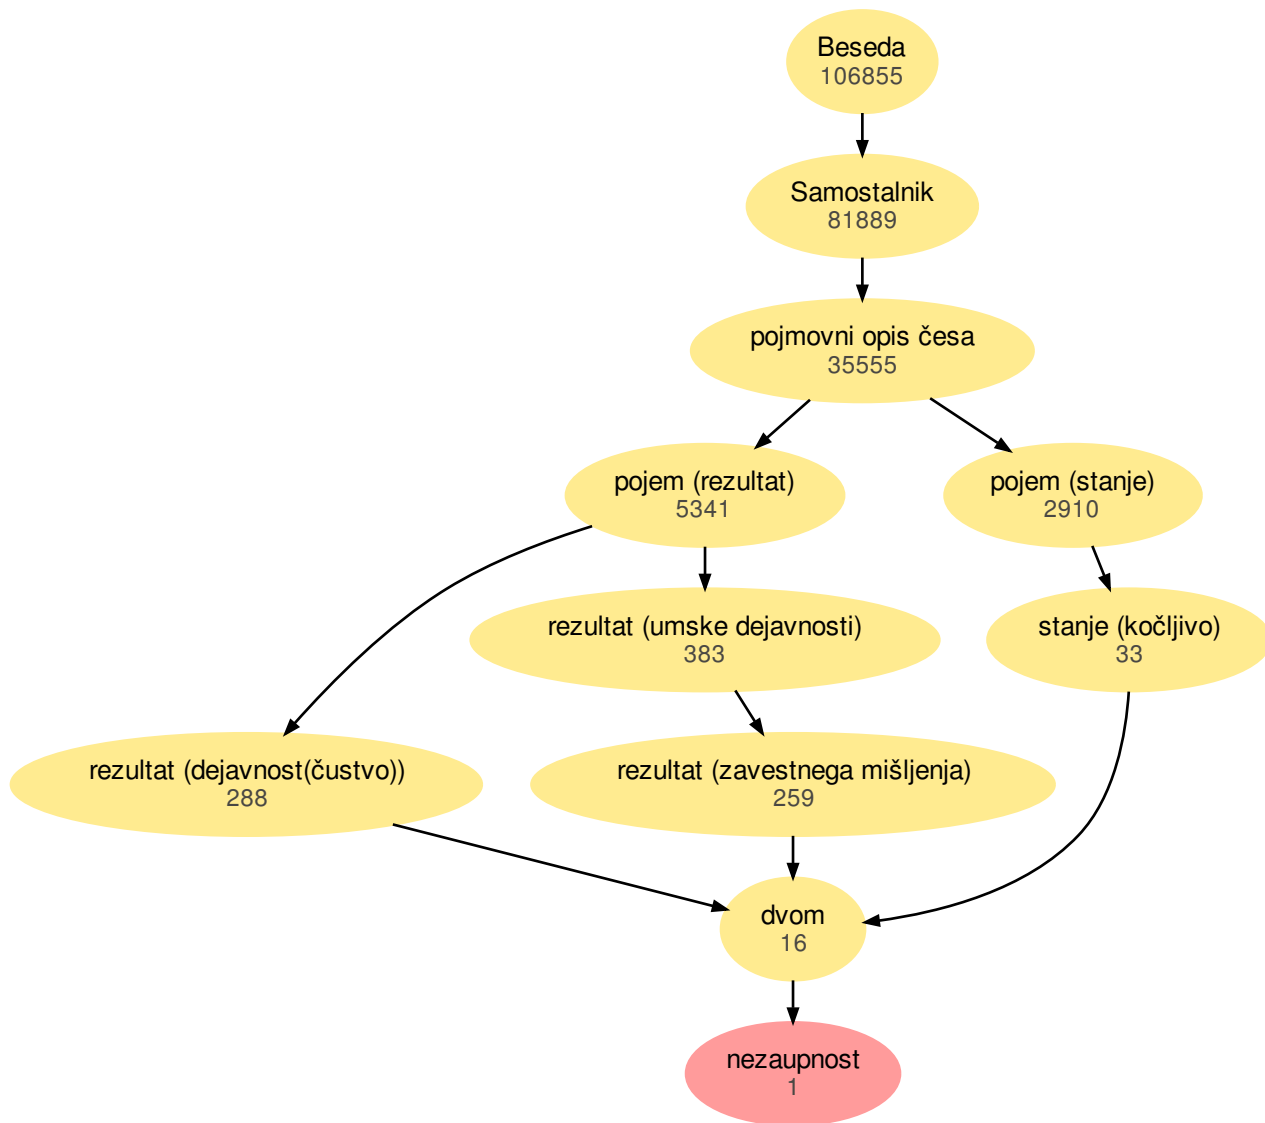 Beseda
106855
Samostalnik
81889
pojmovni opis česa
35555
pojem (rezultat)
5341
pojem (stanje)
2910
rezultat (umske dejavnosti)
383
stanje (kočljivo)
33
rezultat (dejavnost(čustvo))
288
rezultat (zavestnega mišljenja)
259
dvom
16
nezaupnost
1